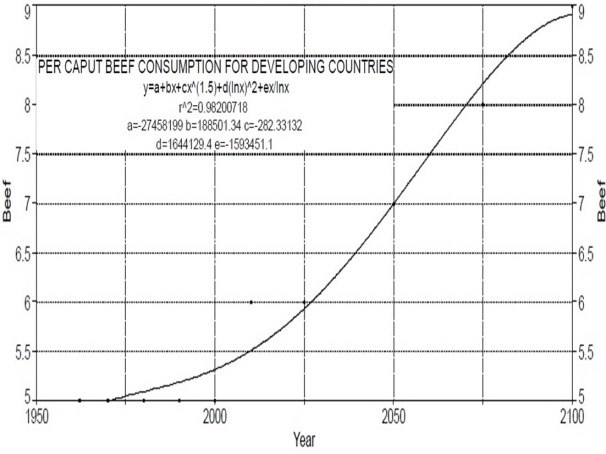 PER CAPUT BEEF CONSUMPTION FOR DEVELOPING COUNTRIES
y=a+bx+cx^(1.5)+d(lnx)^2+ex/lnx
r^2=0.98200718
a=-27458199 b=188501.34 c=-282.33132
d=1644129.4 e=-1593451.1
9
8.5
8
7.5
7
6.5
6
5.5
5
Beef
9
8.5
8
7.5
7
6.5
6
5.5
5
Beef
1950
2000
2050
2100
Year